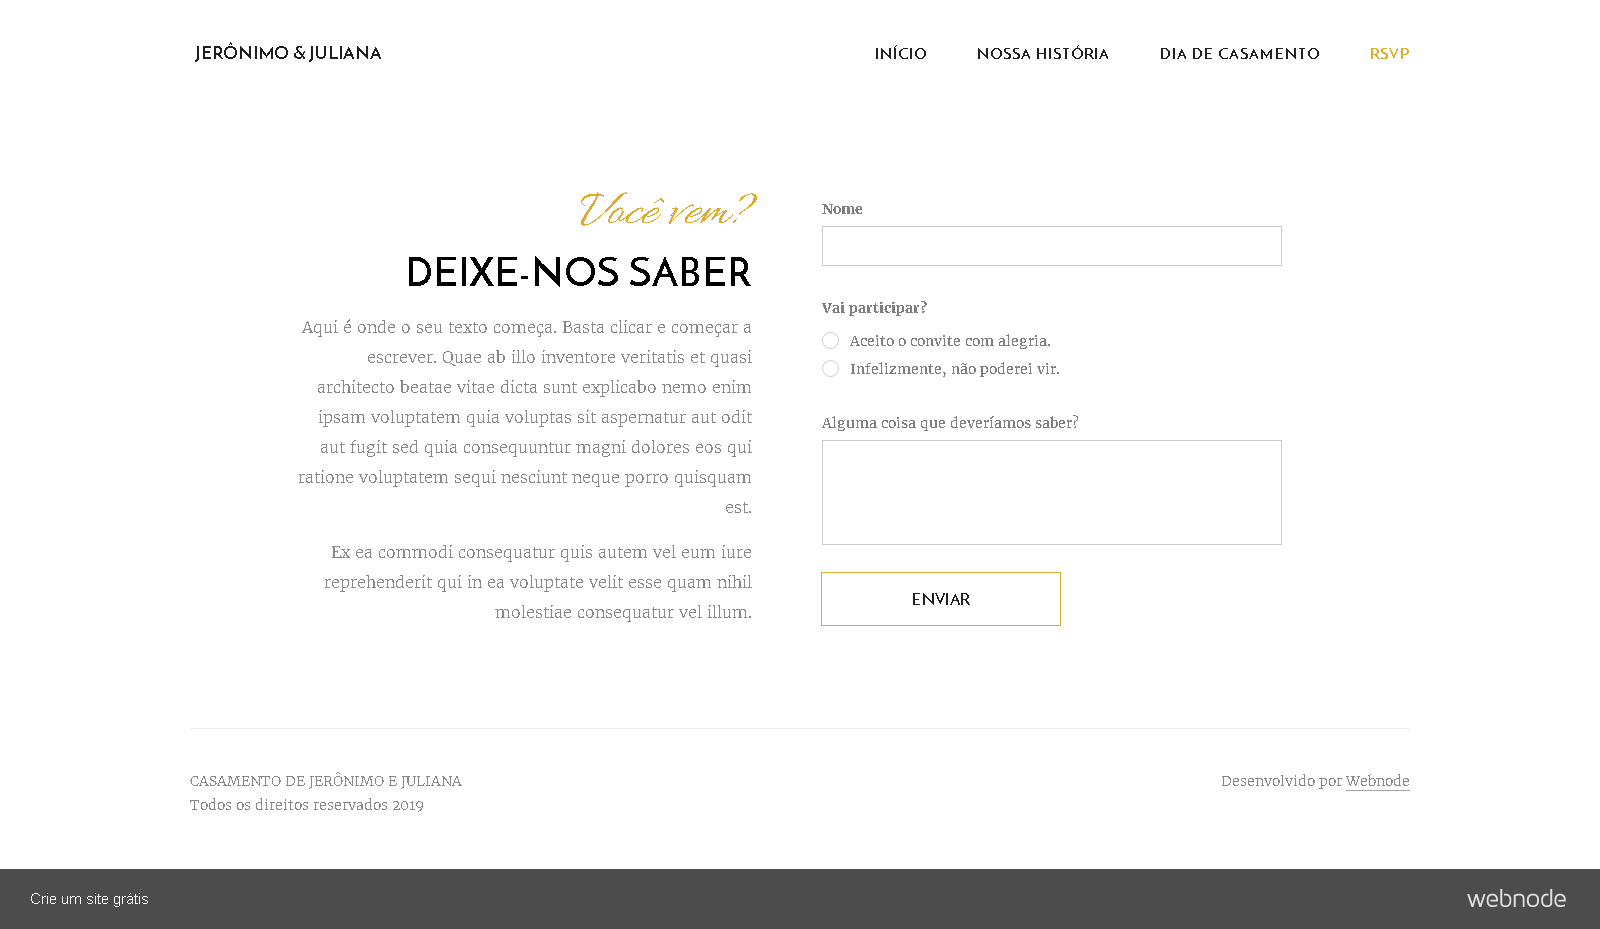 JERÔNIMO & JULIANA
INÍCIO
NOSSA HISTÓRIA
DIA DE CASAMENTO
RSVP
Você vem?
DEIXE-NOS SABER
Aqui é onde o seu texto começa. Basta clicar e começar a
escrever. Quae ab illo inventore veritatis et quasi
architecto beatae vitae dicta sunt explicabo nemo enim
ipsam voluptatem quia voluptas sit aspernatur aut odit
aut fugit sed quia consequuntur magni dolores eos qui
ratione voluptatem sequi nesciunt neque porro quisquam
est.
Ex ea commodi consequatur quis autem vel eum iure
reprehenderit qui in ea voluptate velit esse quam nihil
molestiae consequatur vel illum.
Nome
Vai participar?
Aceito o convite com alegria.
Infelizmente, não poderei vir.
Alguma coisa que deveríamos saber?
ENVIAR
CASAMENTO DE JERÔNIMO E JULIANA
Todos os direitos reservados 2019
Desenvolvido por Webnode
Crie um site grátis
webnode